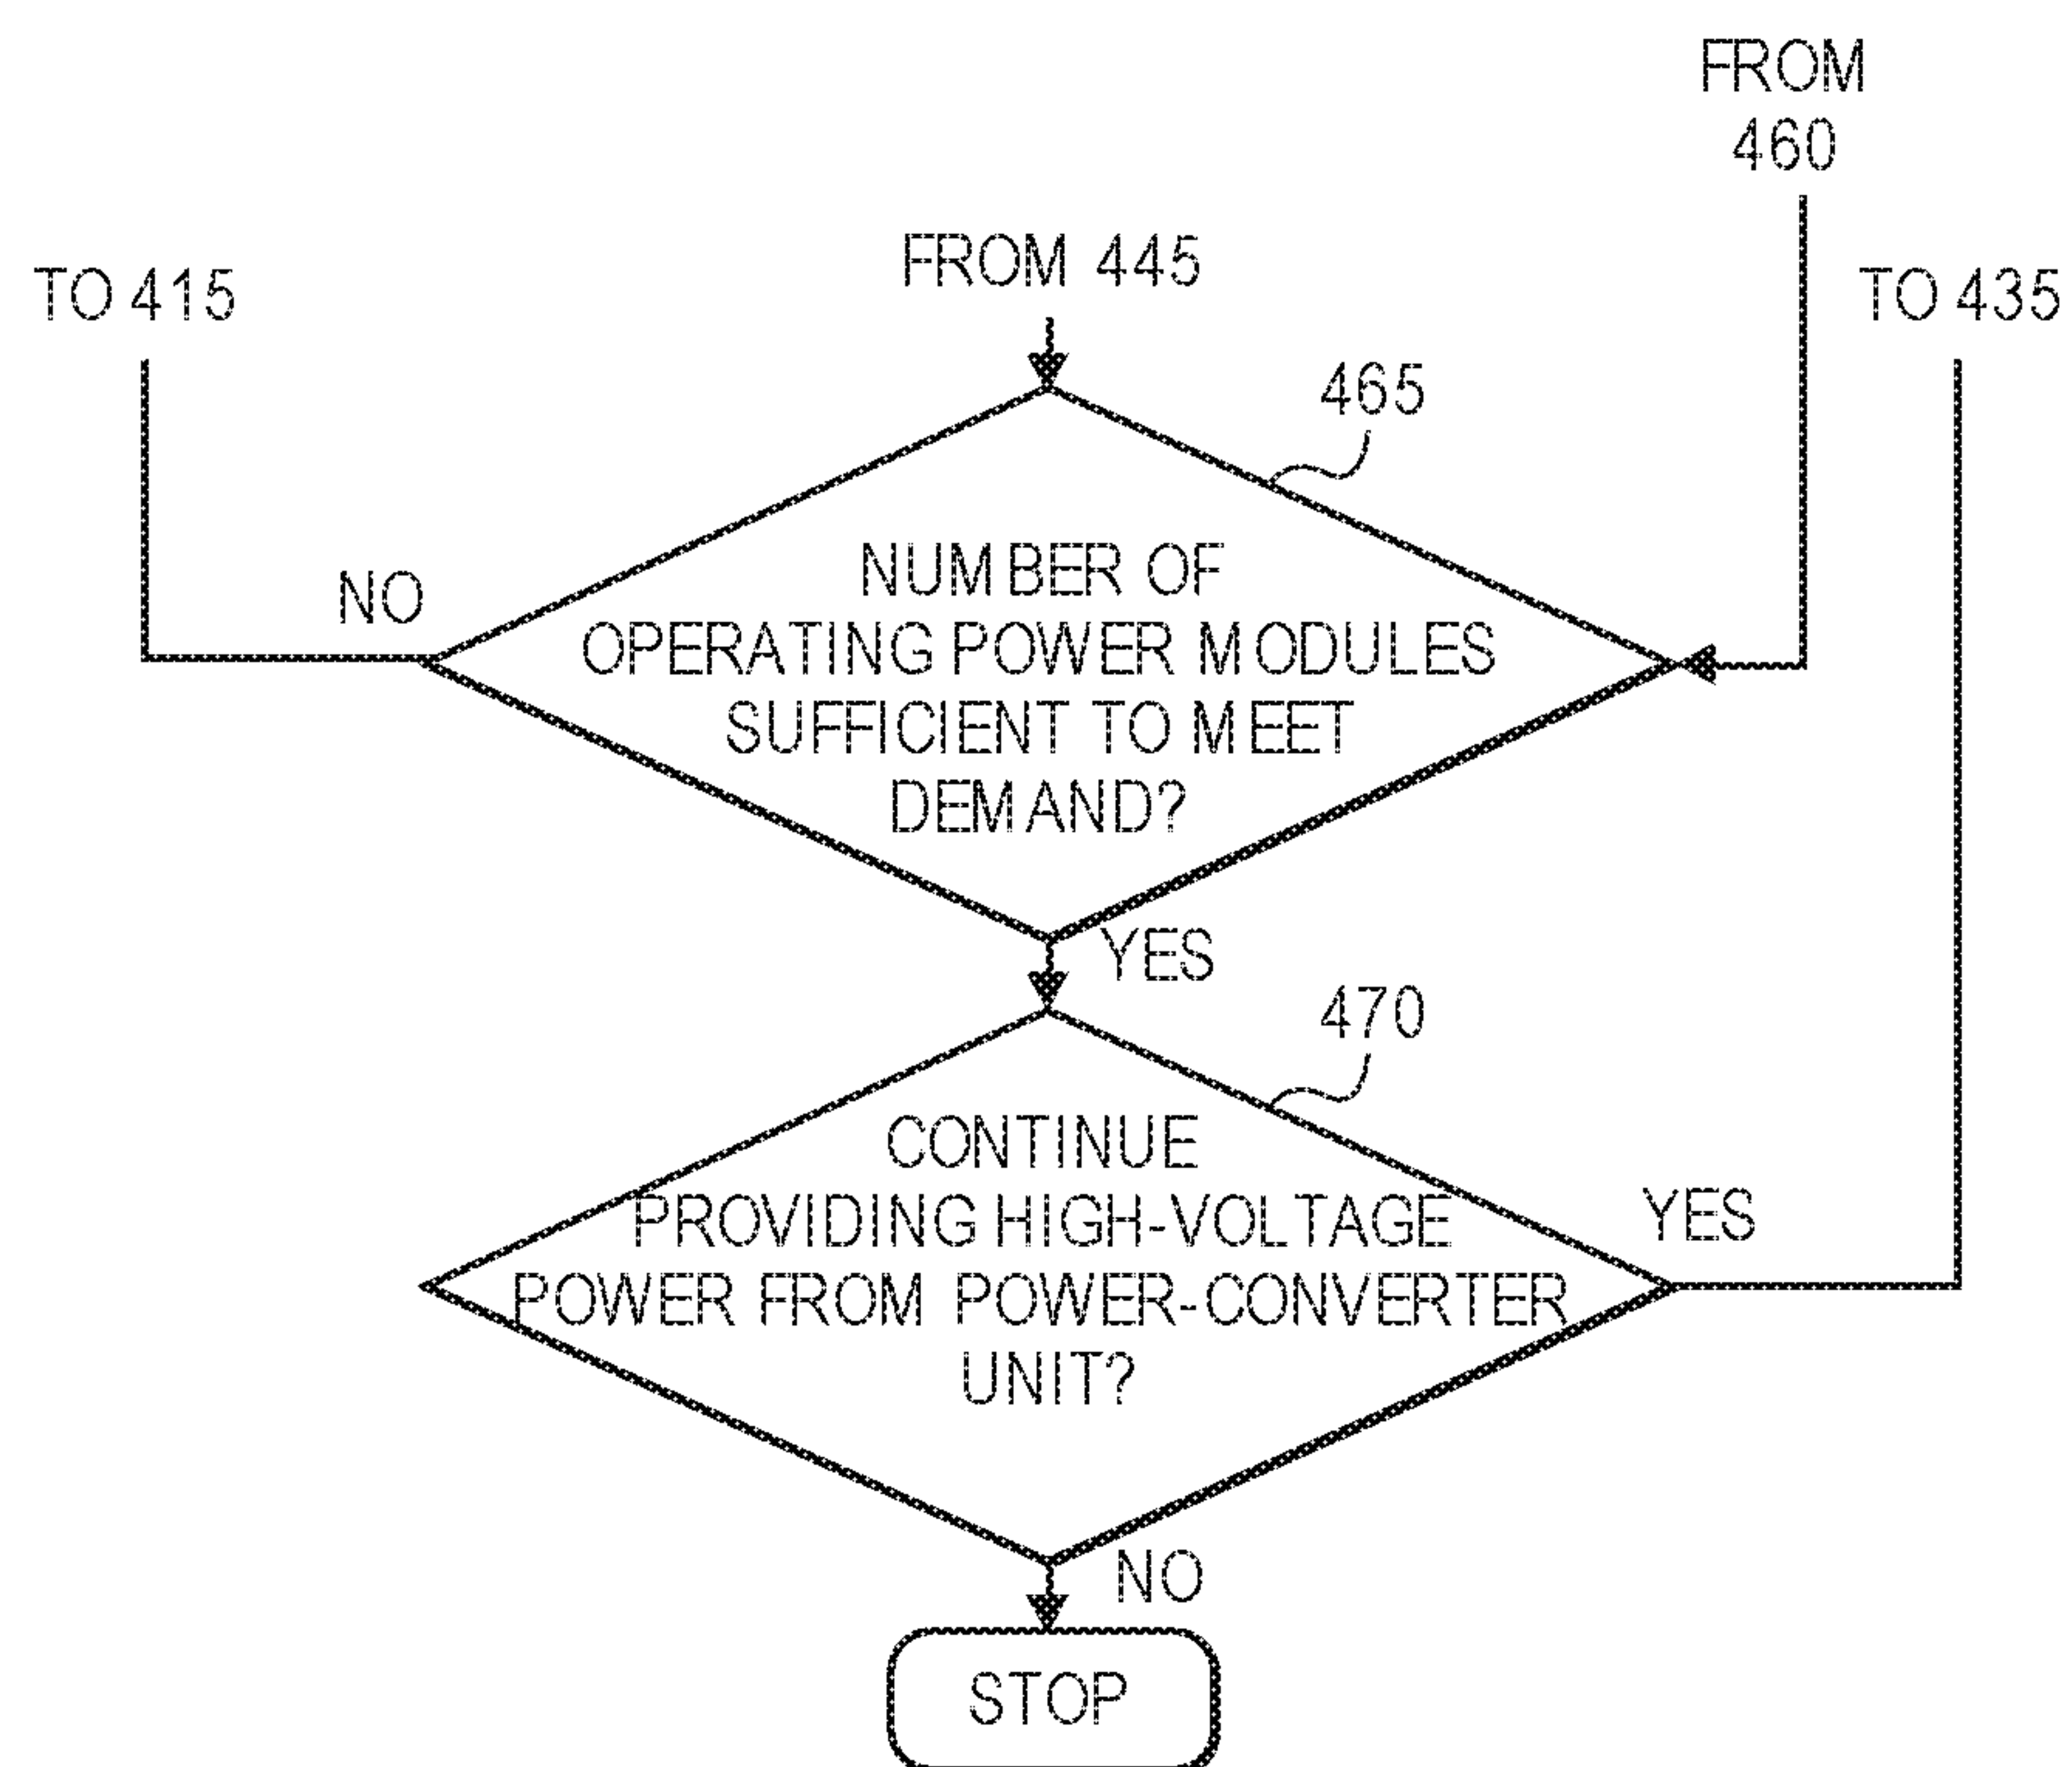 FROM
460
FROM 445
TO 415
TO 435
465
NUMBER OF
OPERATING POWER MODULES
SUFFICIENT TO MEET
DEMAND?
NO
YES
470
CONTINUE
PROVIDING HIGH-VOLTAGE
POWER FROM POWER-CONVERTER
UNIT?
YES
NO
STOP